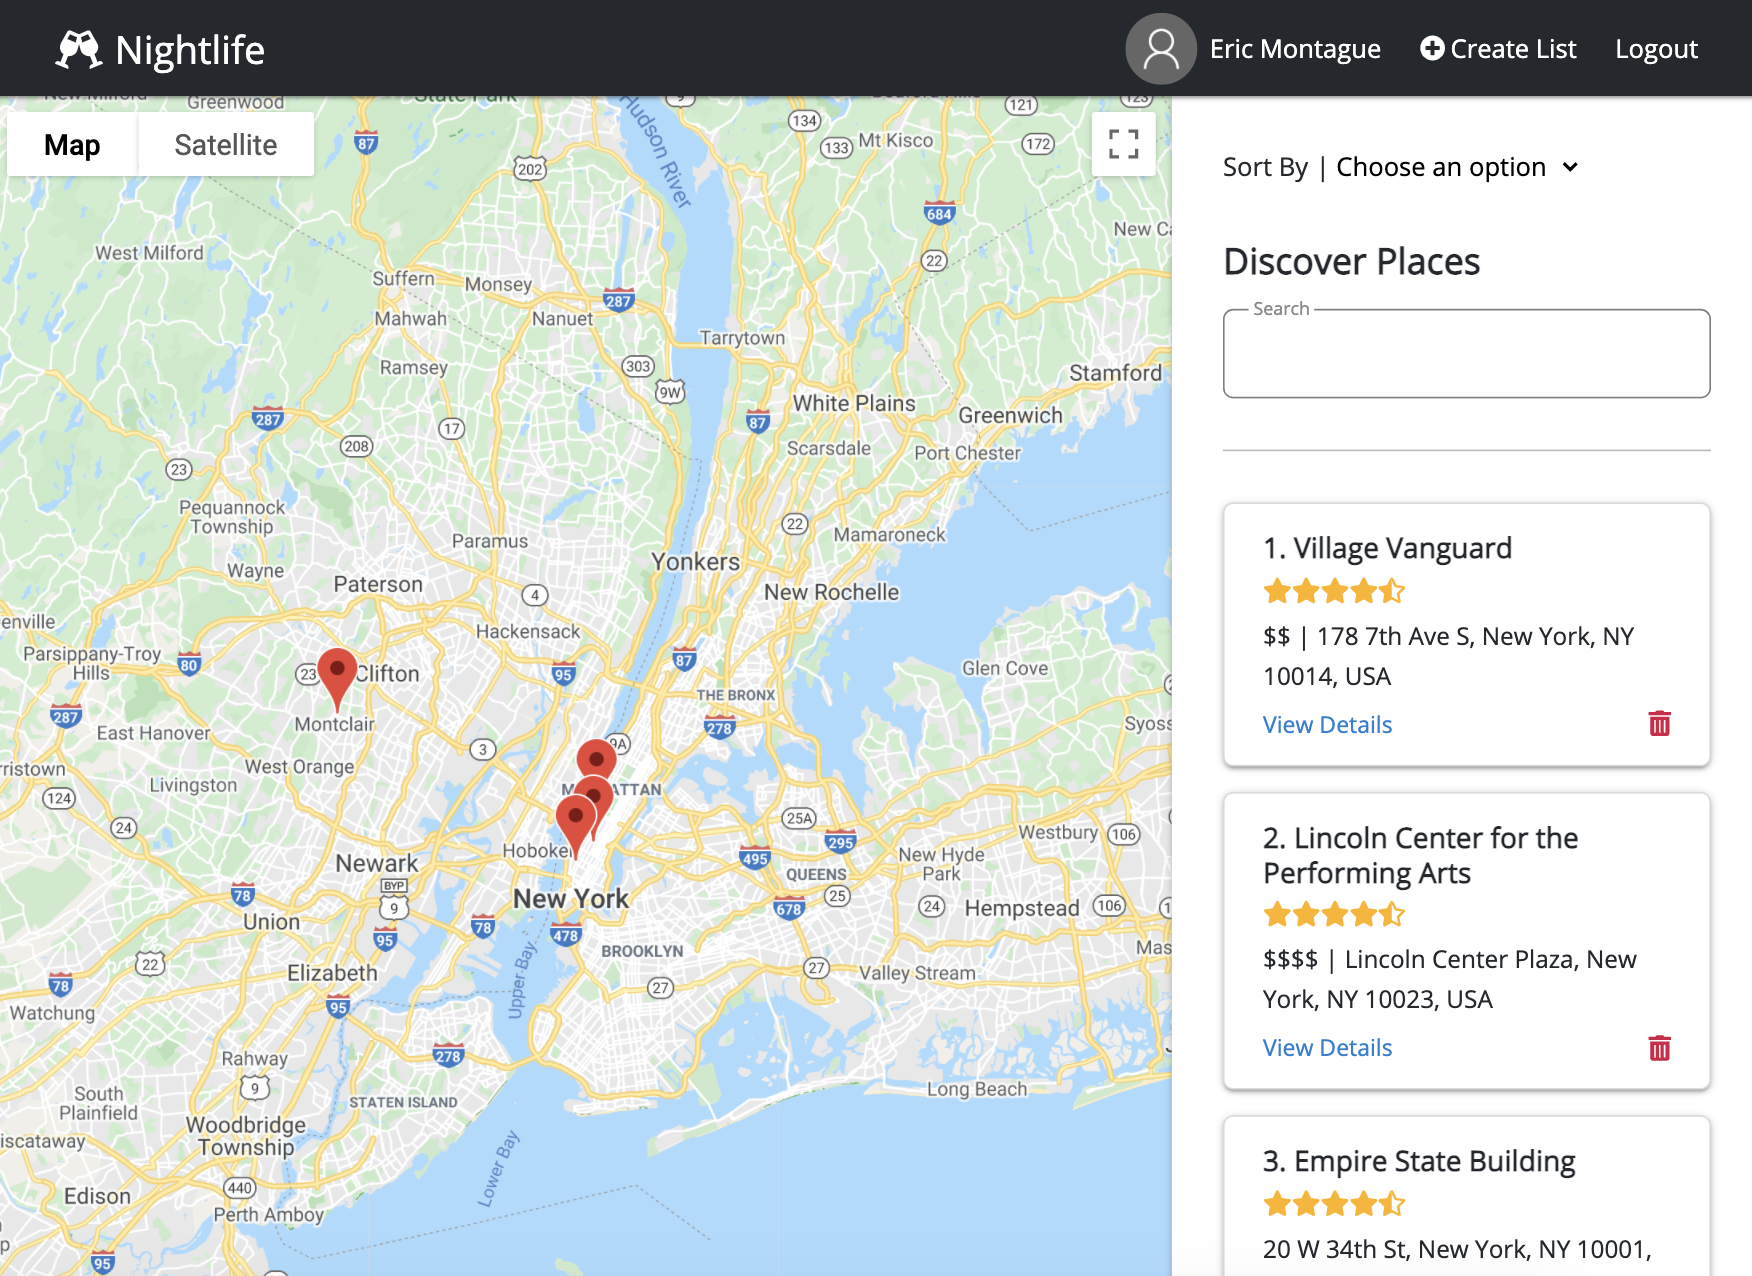 Nightlife
Eric Montague
Create List
Logout
Map
Satellite
Greenwood
State Park
Hudson River
9
121
123
134
133
Mt Kisco
172
87
202
684
West Milford
22
Suffern
Monsey
287
Mahwah
Nanuet
Tarrytown
Ramsey
303
9W
Stamford
White Plains
Greenwich
287
87
17
208
Scarsdale
Port Chester
23
Pequannock
Township
22
Mamaroneck
Paramus
Yonkers
Wayne
Paterson
4
New Rochelle
Hackensack
Parsippany-Troy
Hills
80
87
95
Glen Cove
23
Clifton
THE BRONX
287
Montclair
278
East Hanover
3
9A
West Orange
Livingston
124
24
25A
Westbury
106
295
495
New Hyde
Park
Newark
BYP
9
QUEENS
25
78
New York
678
24
Hempstead
106
Union
78
478
95
BROOKLYN
22
Elizabeth
27
Valley Stream
78
27
Upper Bay
95
Watchung
Rahway
278
9
South
Plainfield
STATEN ISLAND
Long Beach
Woodbridge
Township
Lower Bay
Edison
440
Perth Amboy
95
Sort By | Choose an option
Discover Places
Search
1. Village Vanguard
$$ | 178 7th Ave S, New York, NY
10014, USA
View Details
2. Lincoln Center for the
Performing Arts
$$$$ | Lincoln Center Plaza, New
York, NY 10023, USA
View Details
3. Empire State Building
20 W 34th St, New York, NY 10001,